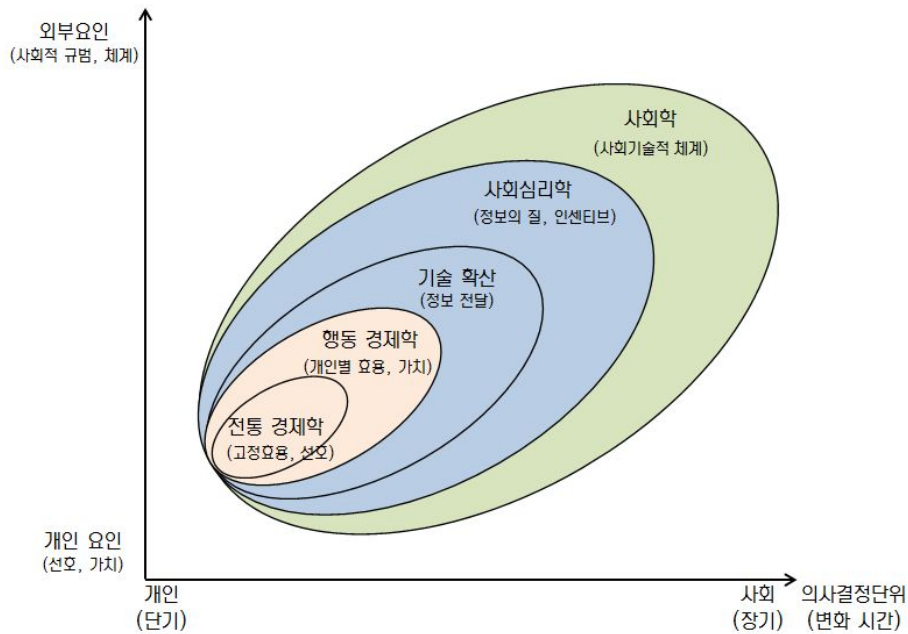 외부요인
(사회적 규범, 체계)
사회학
(사회기술적 체계)
사회심리학
(정보의 질, 인센티브)
기술 확산
(정보 전달)
행동 경제학
(개인별 효용, 가치)
전통 경제학
(고정효용, 선호)
개인 요인
(선호, 가치)
개인
(단기)
사회
(장기)
의사결정단위
(변화 시간)